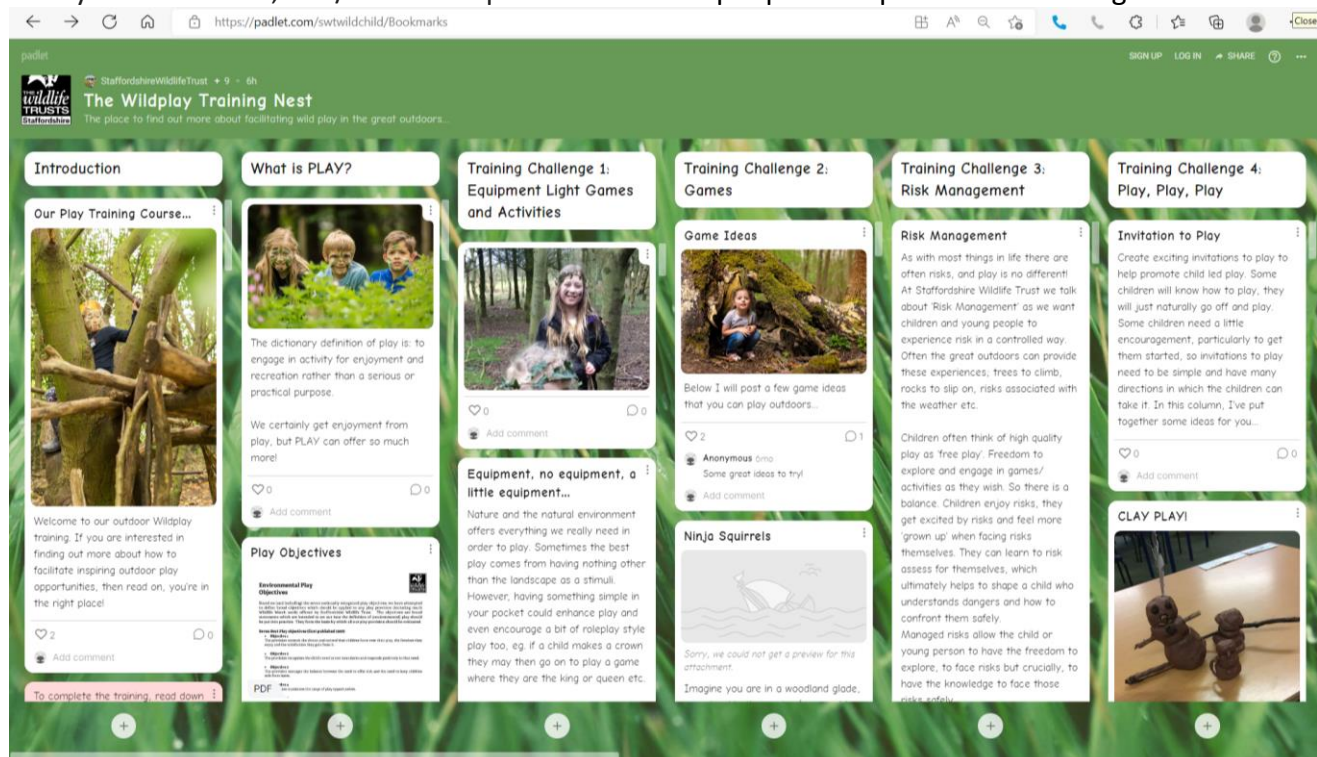 https://padlet.com/swtwildchild/Bookmarks
Close
padlet
SIGN UP LOG IN SHARE
THE
wildlife
TRUSTS
Staffordshire
StaffordshireWildlifeTrust + 9 - 6h
The Wildplay Training Nest
The place to find out more about facilitating wild play in the great outdoors...
Introduction
Our Play Training Course...
Welcome to our outdoor Wildplay
training. If you are interested in
finding out more about how to
facilitate inspiring outdoor play
opportunities, then read on, you're in
the right place!
2
0
Add comment
To complete the training, read down
What is PLAY?
The dictionary definition of play is: to
engage in activity for enjoyment and
recreation rather than a serious or
practical purpose.
We certainly get enjoyment from
play, but PLAY can offer so much
more!
0
0
Add comment
Play Objectives
Environmental Play
Objectives
PDF
Training Challenge 1:
Equipment Light Games
and Activities
0
0
Add comment
Equipment, no equipment, a
little equipment...
Nature and the natural environment
offers everything we really need in
order to play. Sometimes the best
play comes from having nothing other
than the landscape as a stimuli.
However, having something simple in
your pocket could enhance play and
even encourage a bit of roleplay style
play too, eg. if a child makes a crown
they may then go on to play a game
where they are the king or queen etc.
Training Challenge 2:
Games
Game Ideas
Below I will post a few game ideas
that you can play outdoors...
2
1
Anonymous 6mo
Some great ideas to try!
Add comment
Ninja Squirrels
Sorry, we could not get a preview for this
attachment.
Imagine you are in a woodland glade,
Training Challenge 3:
Risk Management
Risk Management
As with most things in life there are
often risks, and play is no different!
At Staffordshire Wildlife Trust we talk
about 'Risk Management' as we want
children and young people to
experience risk in a controlled way.
Often the great outdoors can provide
these experiences; trees to climb,
rocks to slip on, risks associated with
the weather etc.
Children often think of high quality
play as 'free play'. Freedom to
explore and engage in games/
activities as they wish. So there is a
balance. Children enjoy risks, they
get excited by risks and feel more
'grown up' when facing risks
themselves. They can learn to risk
assess for themselves, which
ultimately helps to shape a child who
understands dangers and how to
confront them safely.
Managed risks allow the child or
young person to have the freedom to
explore, to face risks but crucially, to
have the knowledge to face those
risks safely
Training Challenge 4:
Play, Play, Play
Invitation to Play
Create exciting invitations to play to
help promote child led play. Some
children will know how to play, they
will just naturally go off and play.
Some children need a little
encouragement, particularly to get
them started, so invitations to play
need to be simple and have many
directions in which the children can
take it. In this column, I've put
together some ideas for you...
0
0
Add comment
CLAY PLAY!